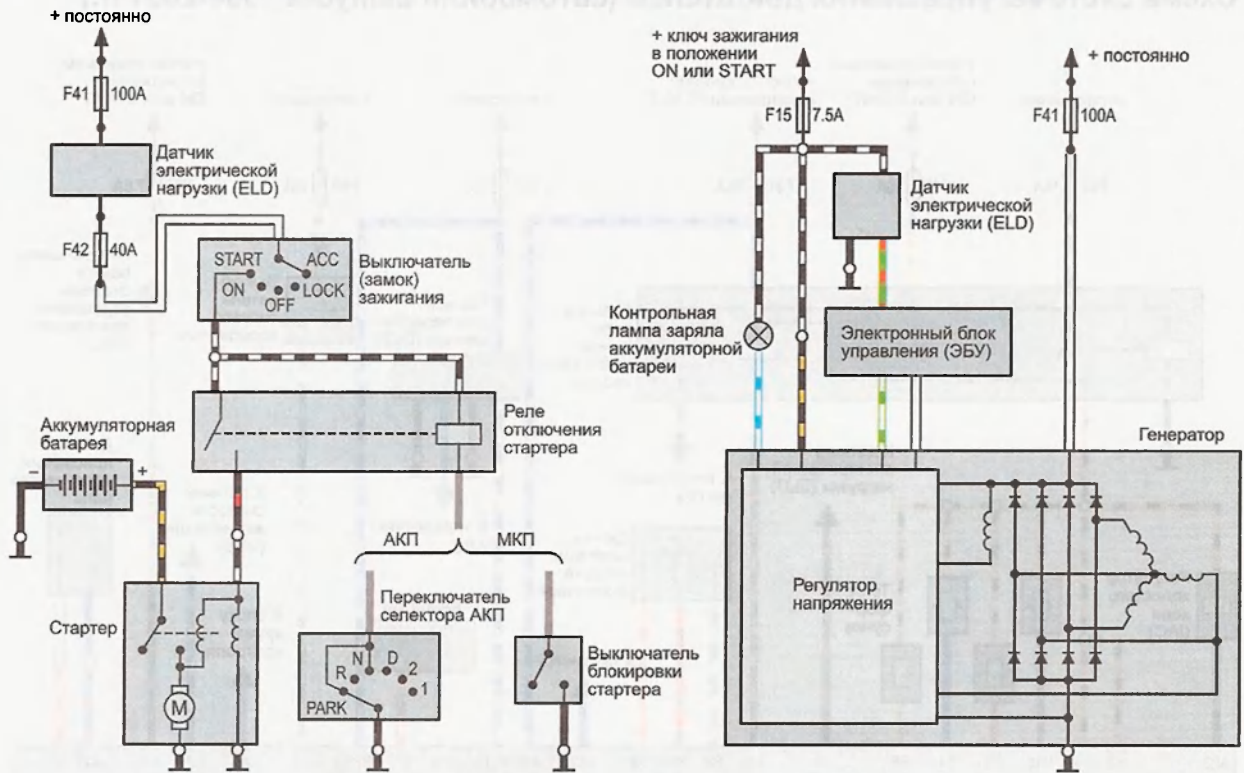 + постоянно
F41 100A
Датчик
электрической
нагрузки (ELD)
F42 40A
START ACC
ON OFF LOCK
Выключатель
(замок)
зажигания
Реле
отключения
стартера
Аккумуляторная
батарея
– +
АКП МКП
Стартер
M
Переключатель
селектора АКП
N D
R 2
1
PARK
Выключатель
блокировки
стартера
+ ключ зажигания
в положении
ON или START
+ постоянно
F15 7.5A
F41 100A
Датчик
электрической
нагрузки (ELD)
Контрольная
лампа заряла
аккумуляторной
батареи
Электронный блок
управления (ЭБУ)
Генератор
Регулятор
напряжения